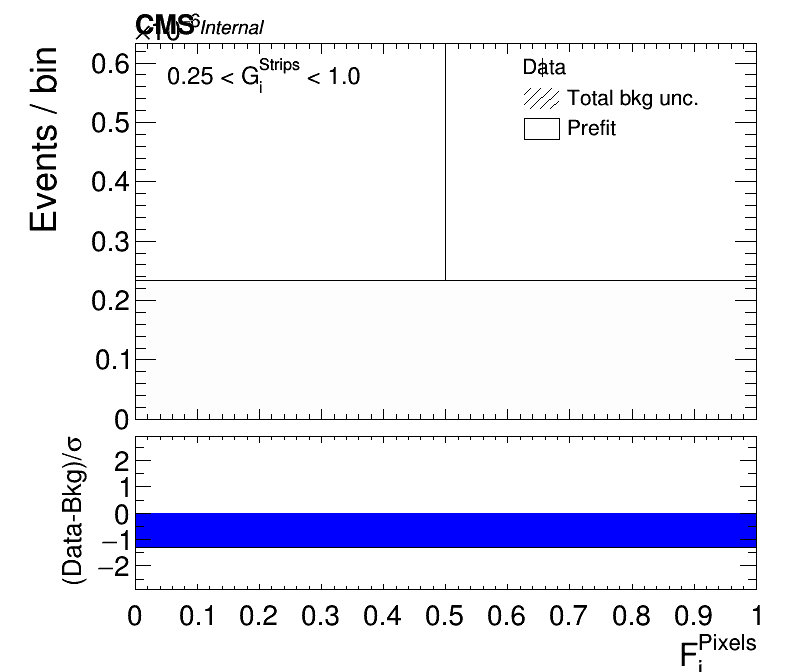 CMS Internal
×10⁻⁶
Events / bin
0.25 < G_i^Strips < 1.0
Data
Total bkg unc.
Prefit
0.6
0.5
0.4
0.3
0.2
0.1
0
(Data-Bkg)/σ
2
1
0
−1
−2
0 0.1 0.2 0.3 0.4 0.5 0.6 0.7 0.8 0.9 1
F_i^Pixels